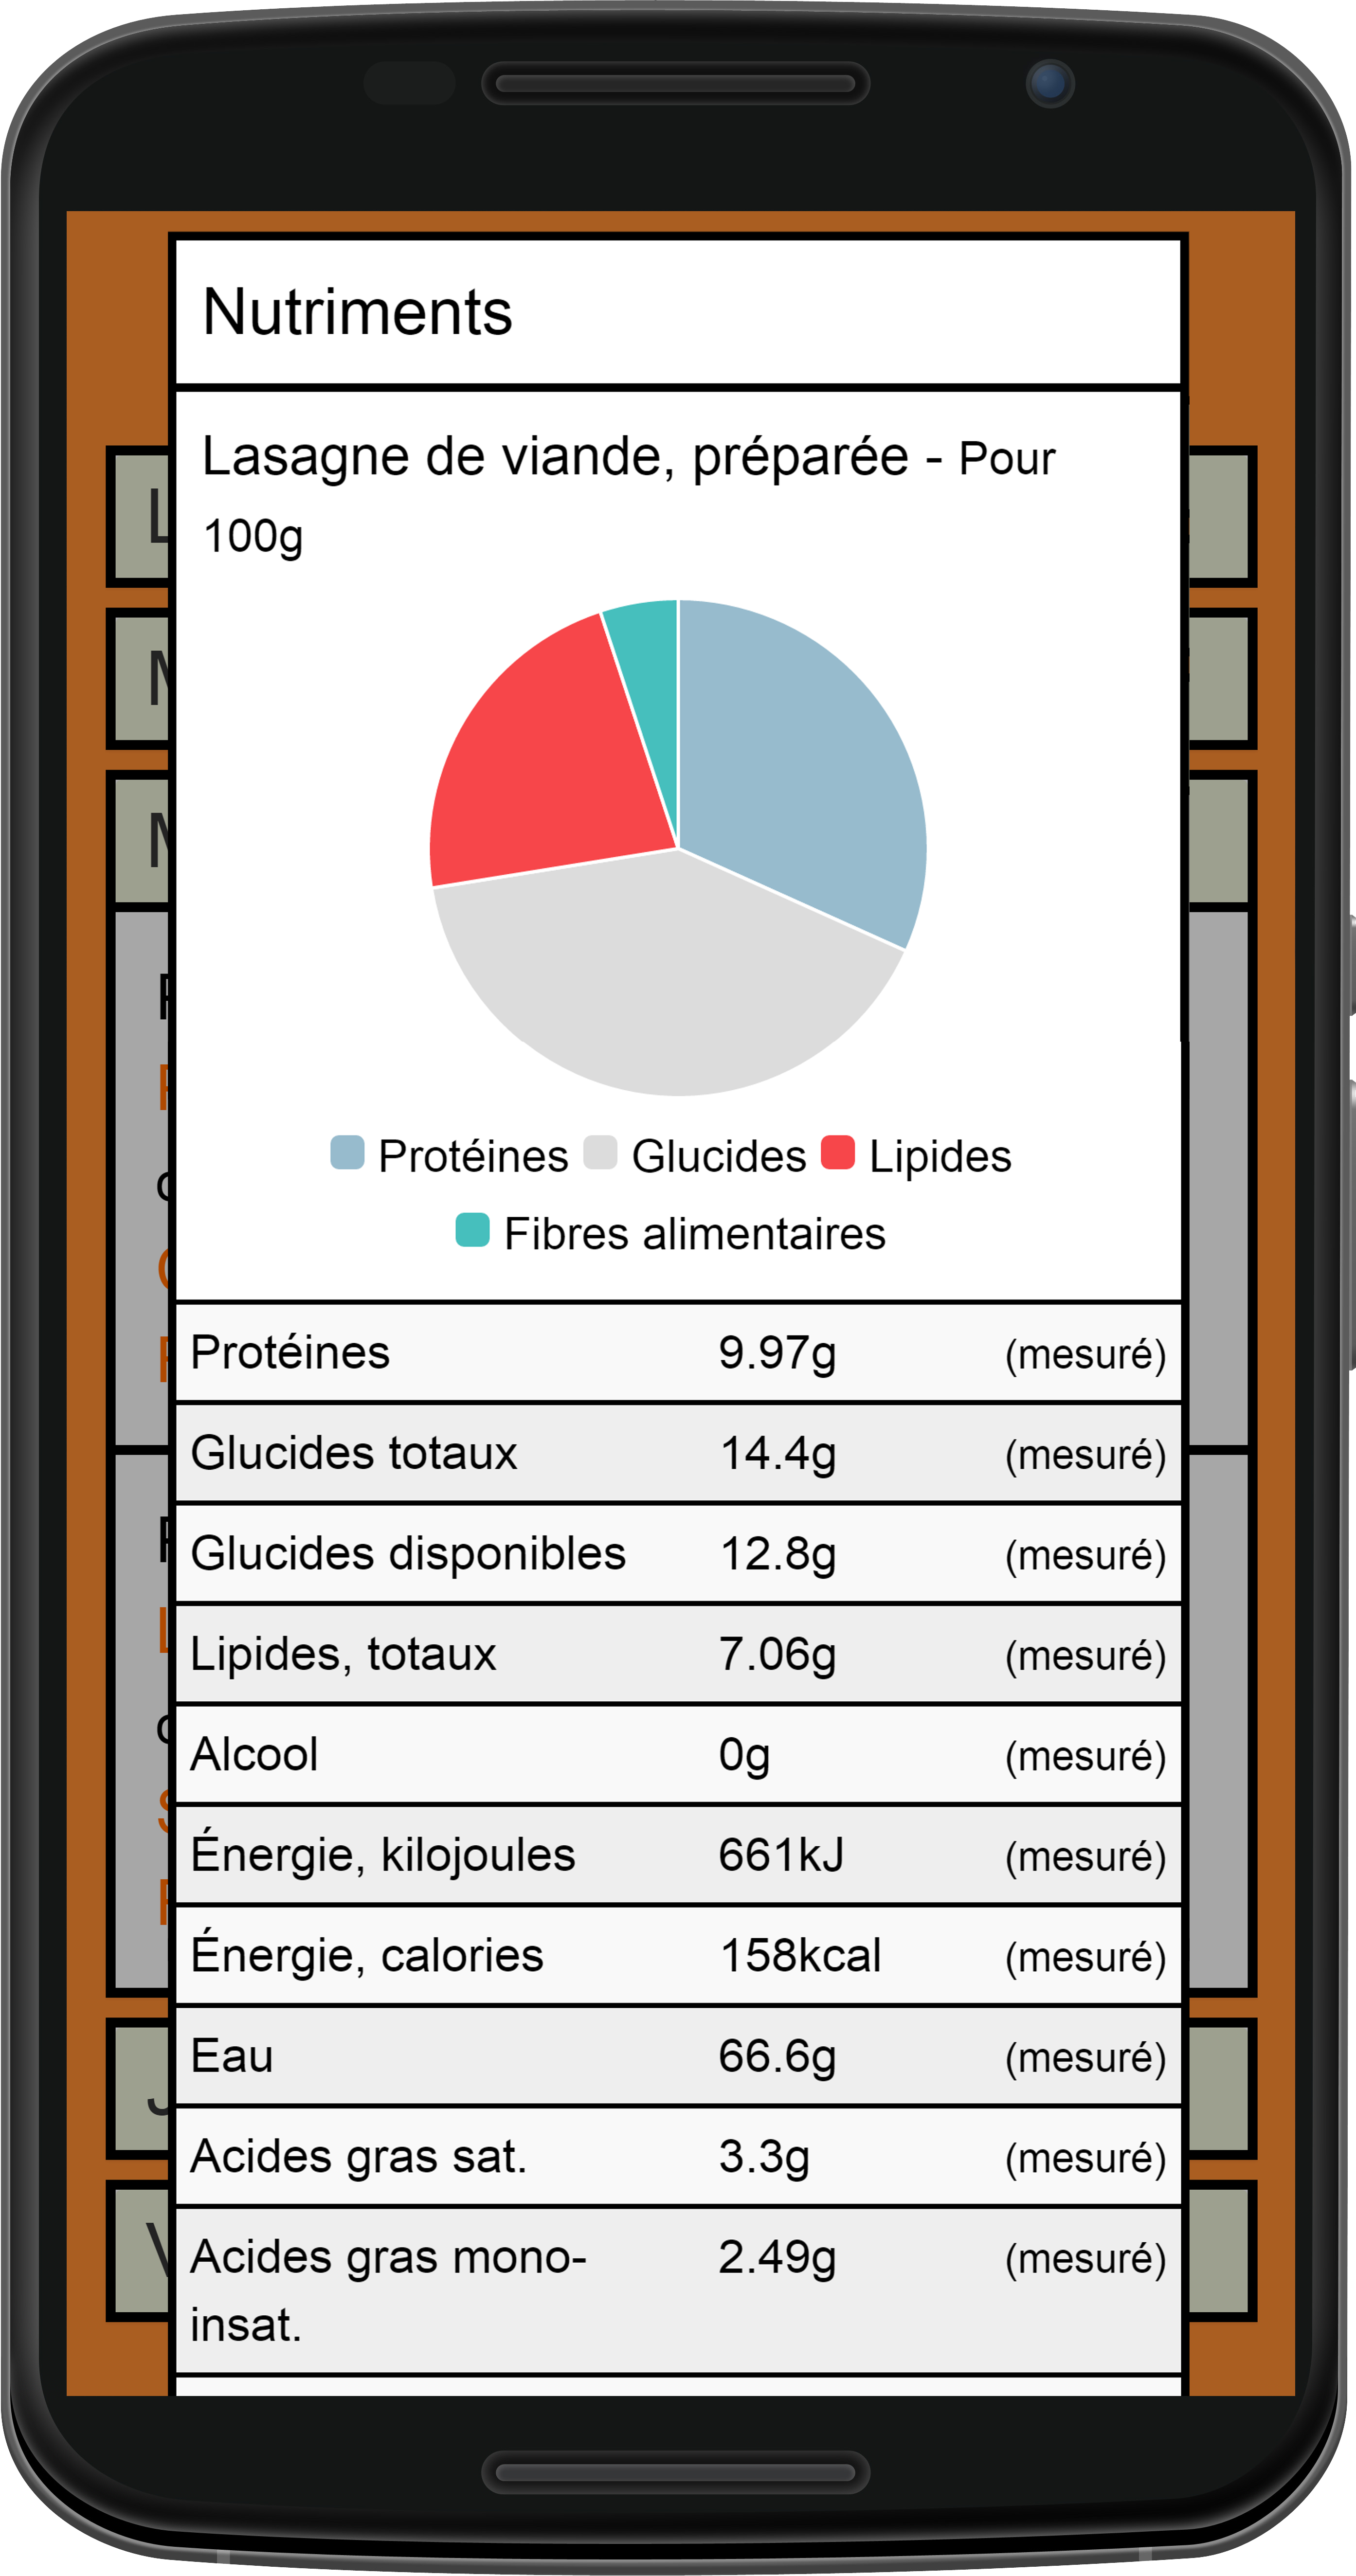 Nutriments
Lasagne de viande, préparée - Pour
100g
Protéines Glucides Lipides
Fibres alimentaires
Protéines 9.97g (mesuré)
Glucides totaux 14.4g (mesuré)
Glucides disponibles 12.8g (mesuré)
Lipides, totaux 7.06g (mesuré)
Alcool 0g (mesuré)
Énergie, kilojoules 661kJ (mesuré)
Énergie, calories 158kcal (mesuré)
Eau 66.6g (mesuré)
Acides gras sat. 3.3g (mesuré)
Acides gras mono- 2.49g (mesuré)
insat.